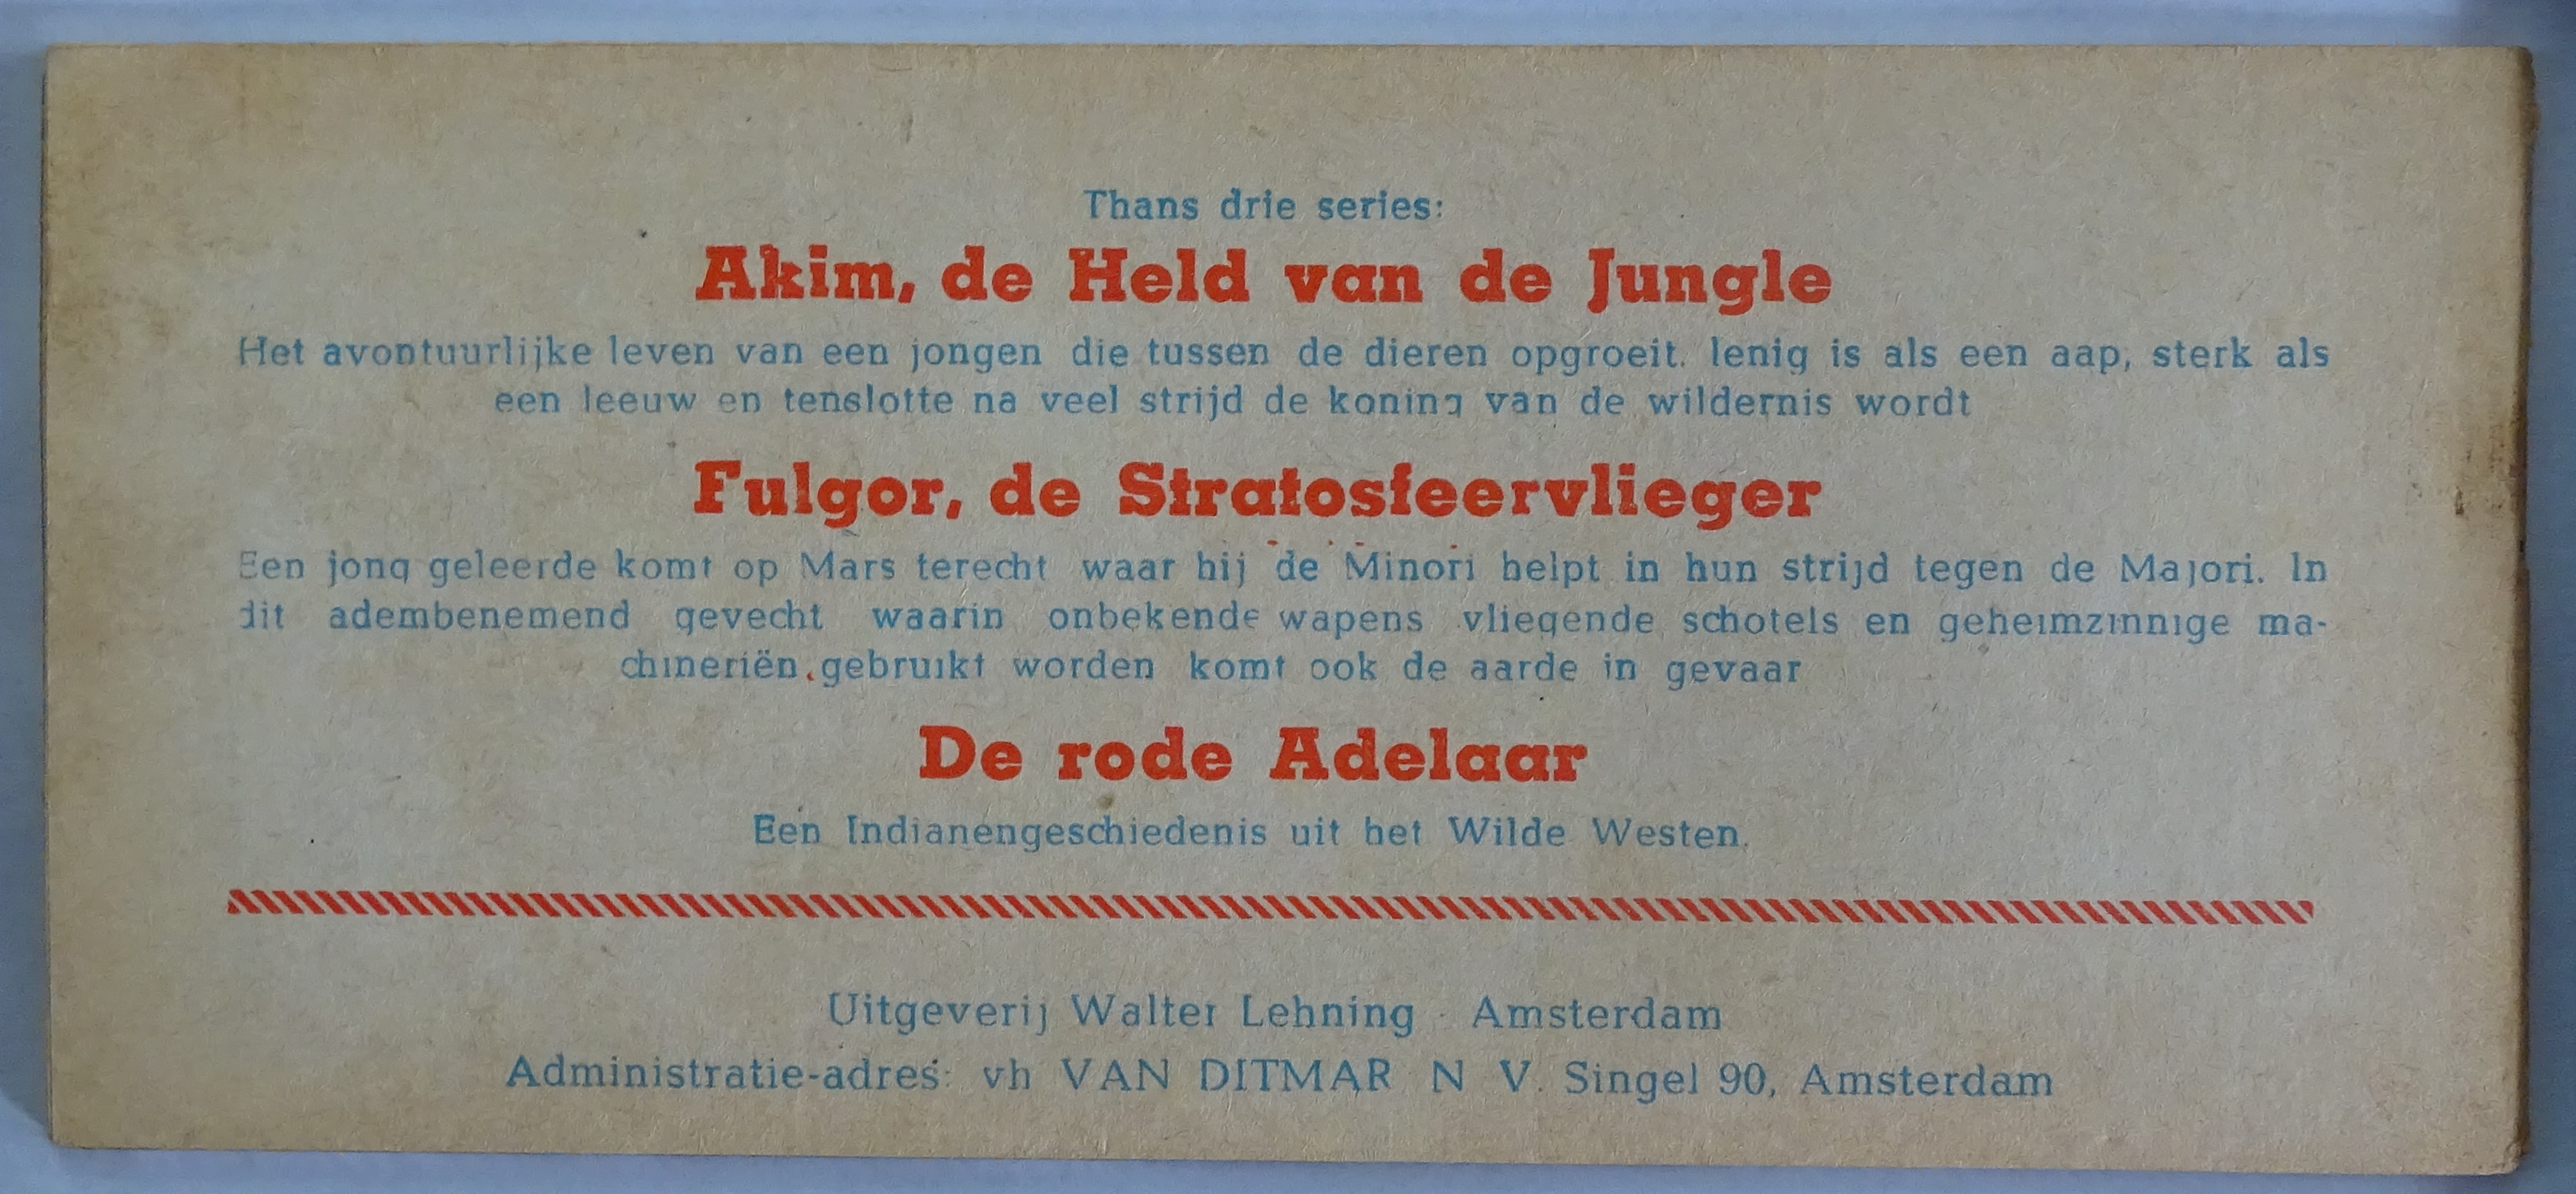 Thans drie series:
Akim, de Held van de Jungle
Het avontuurlijke leven van een jongen die tussen de dieren opgroeit. lenig is als een aap, sterk als
een leeuw en tenslotte na veel strijd de koning van de wildernis wordt
Fulgor, de Stratosfeervlieger
Een jong geleerde komt op Mars terecht waar hij de Minori helpt in hun strijd tegen de Majori. In
dit adembenemend gevecht waarin onbekende wapens vliegende schotels en geheimzinnige ma-
chineriën gebruikt worden komt ook de aarde in gevaar
De rode Adelaar
Een Indianengeschiedenis uit het Wilde Westen.
Uitgeverij Walter Lehning - Amsterdam
Administratie-adres: vh VAN DITMAR N V. Singel 90, Amsterdam